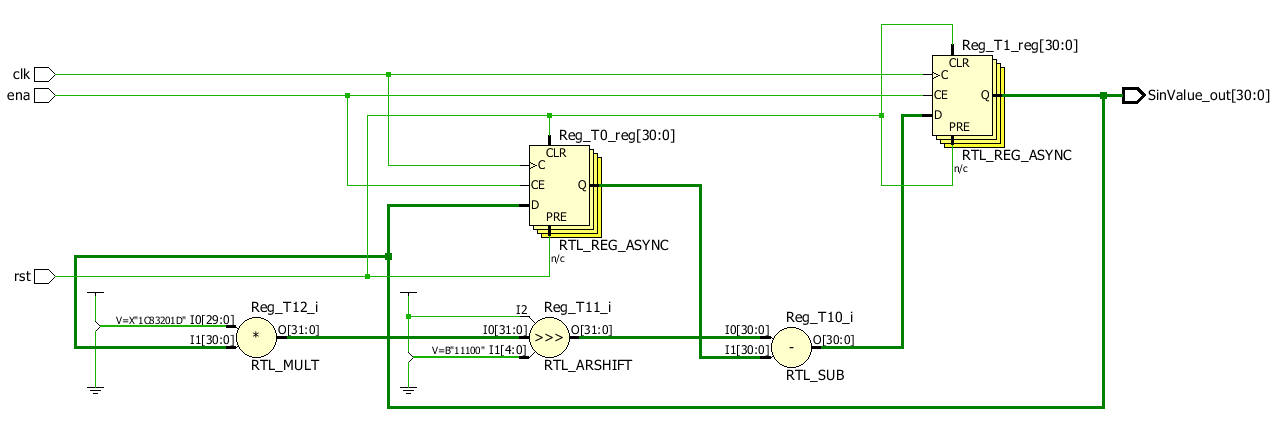 Reg_T1_reg[30:0]
clk
CLR
C
ena
CE
Q
SinValue_out[30:0]
D
PRE
Reg_T0_reg[30:0]
RTL_REG_ASYNC
CLR
n/c
C
CE
Q
D
PRE
RTL_REG_ASYNC
n/c
rst
Reg_T12_i
Reg_T11_i
Reg_T10_i
I2
V=X"1C83201D" I0[29:0]
* O[31:0]
I0[31:0] >>> O[31:0]
I0[30:0]
I1[30:0]
V=B"11100" I1[4:0]
I1[30:0]
- O[30:0]
RTL_MULT
RTL_ARSHIFT
RTL_SUB